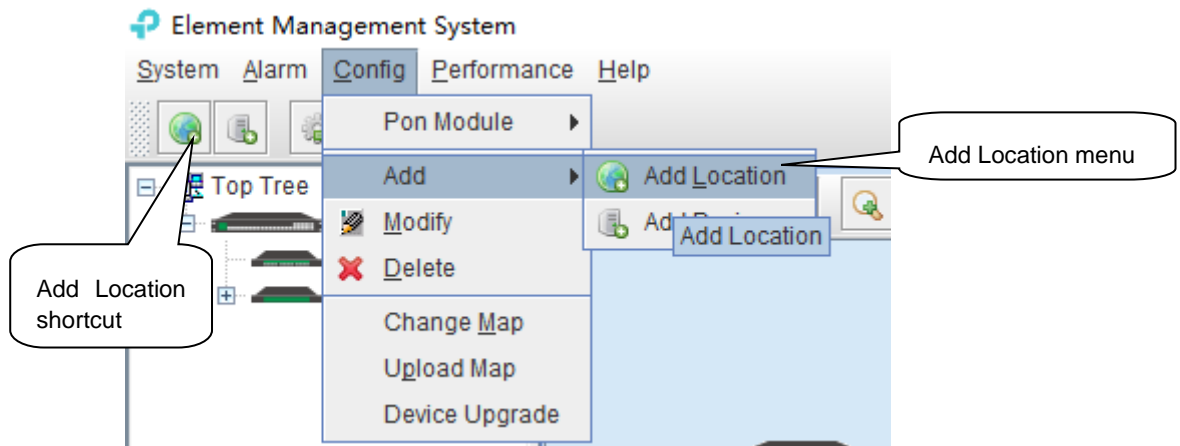 Element Management System
System Alarm Config Performance Help
Pon Module
Add Location menu
Add
Add Location
Top Tree
Modify
Ad
Add Location
Add Location
shortcut
Delete
Change Map
Upload Map
Device Upgrade